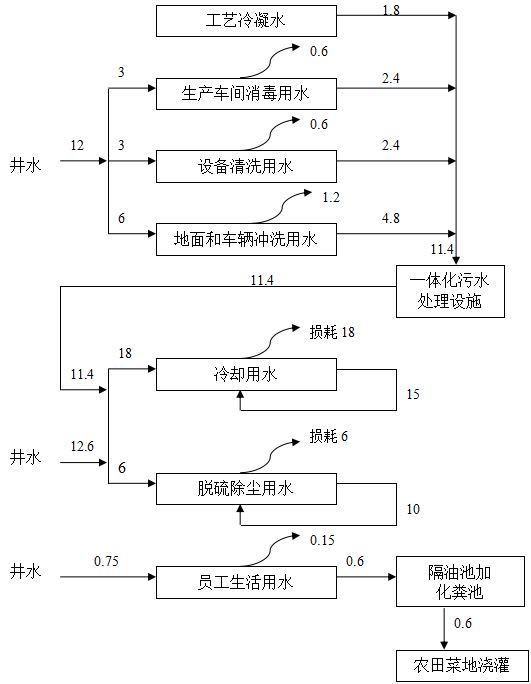 工艺冷凝水
1.8
0.6
3
生产车间消毒用水
2.4
0.6
井水
12
3
设备清洗用水
2.4
1.2
6
地面和车辆冲洗用水
4.8
11.4
一体化污水
处理设施
11.4
损耗 18
18
冷却用水
11.4
15
损耗 6
井水
12.6
6
脱硫除尘用水
10
0.15
井水
0.75
员工生活用水
0.6
隔油池加
化粪池
0.6
农田菜地浇灌